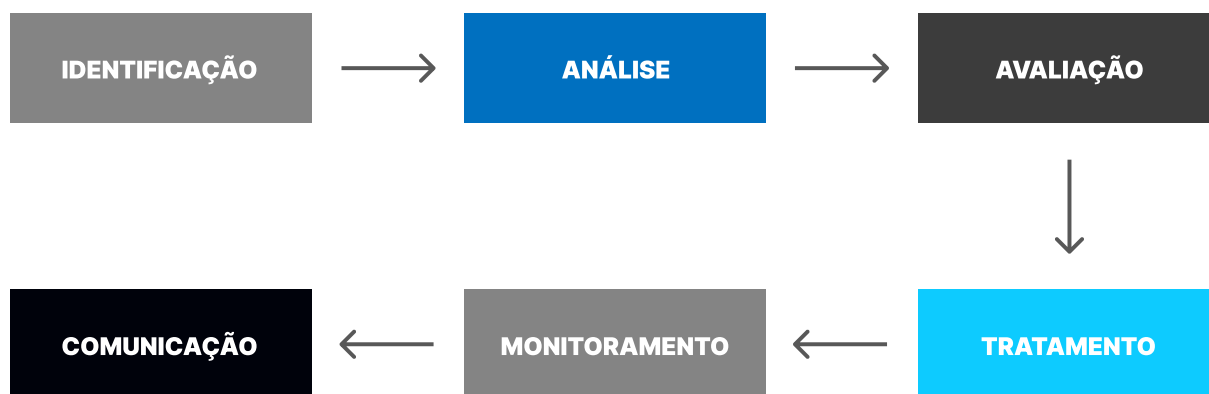 IDENTIFICAÇÃO
ANÁLISE
AVALIAÇÃO
TRATAMENTO
MONITORAMENTO
COMUNICAÇÃO